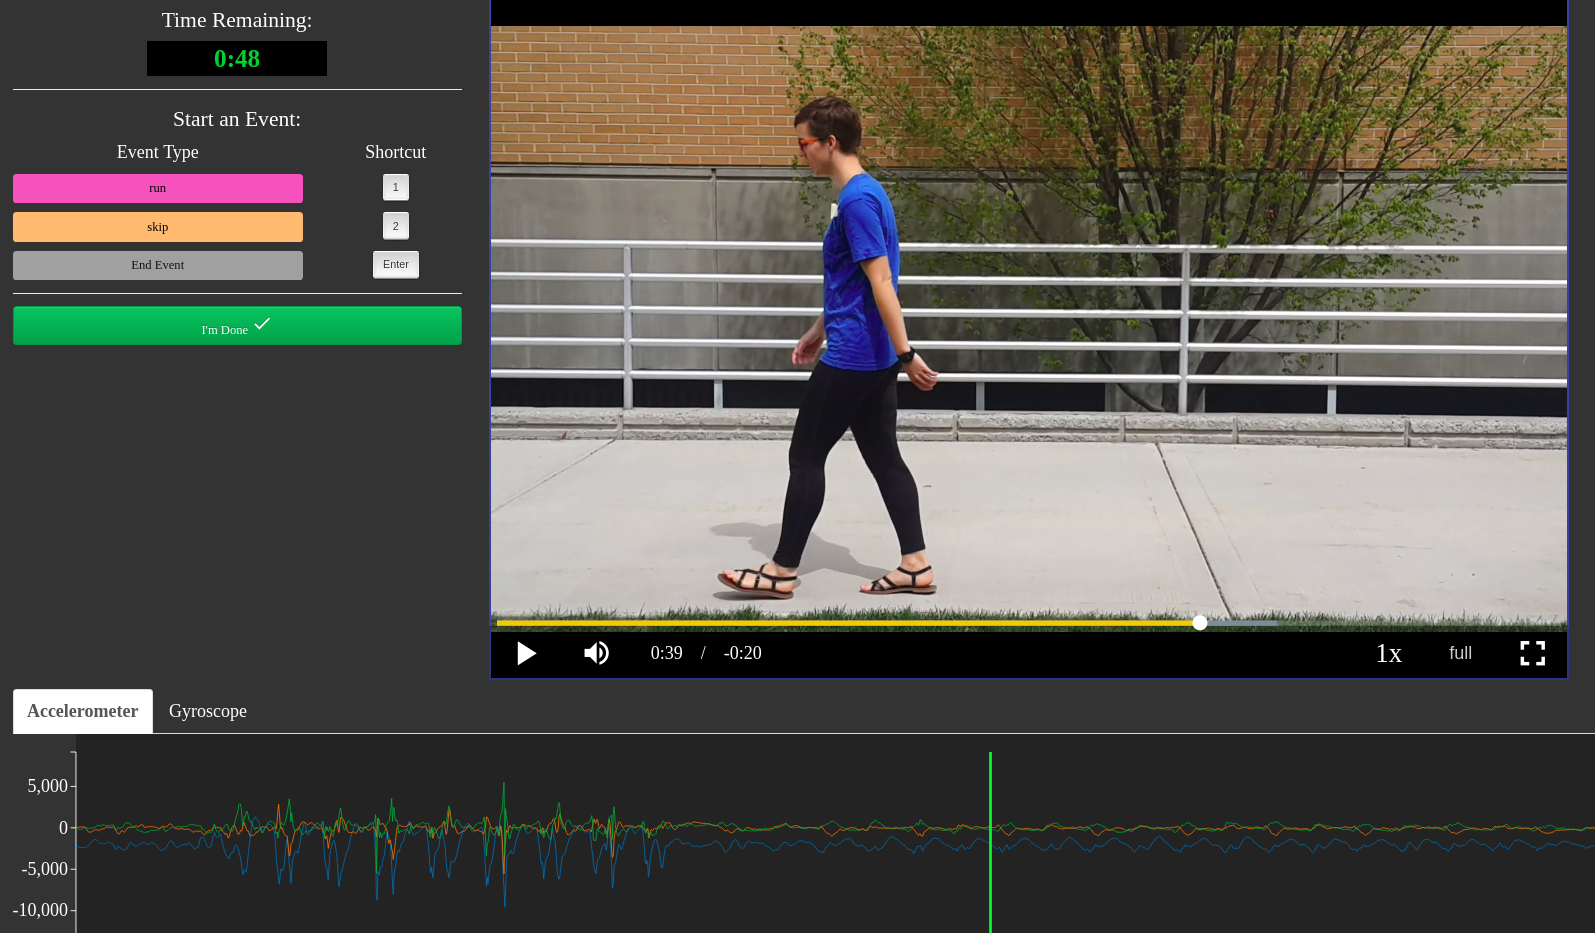 Time Remaining:
0:48
Start an Event:
Event Type Shortcut
run 1
skip 2
End Event Enter
I'm Done
0:39 / -0:20 1x full
Accelerometer Gyroscope
5,000
0
-5,000
-10,000